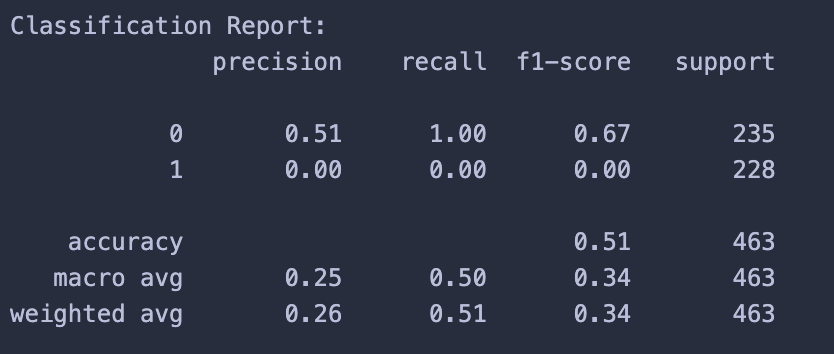 Classification Report:
precision recall f1-score support
0 0.51 1.00 0.67 235
1 0.00 0.00 0.00 228
accuracy 0.51 463
macro avg 0.25 0.50 0.34 463
weighted avg 0.26 0.51 0.34 463